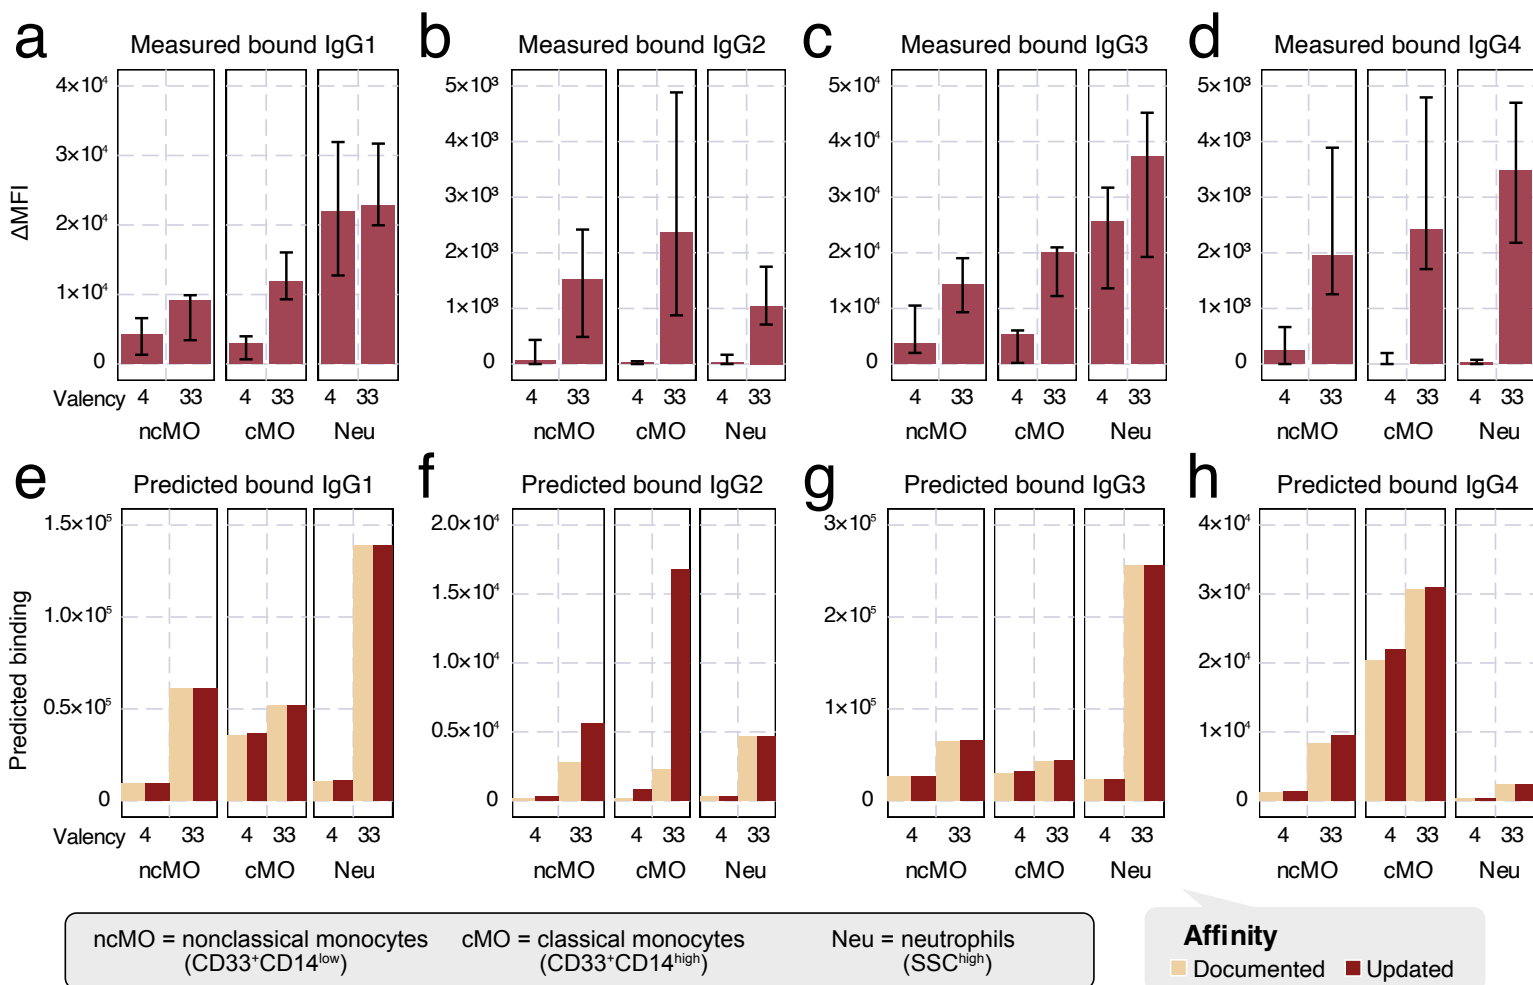 a Measured bound IgG1
b Measured bound IgG2
c Measured bound IgG3
d Measured bound IgG4
ΔMFI
4×10⁴
3×10⁴
2×10⁴
1×10⁴
0
5×10³
4×10³
3×10³
2×10³
1×10³
0
5×10⁴
4×10⁴
3×10⁴
2×10⁴
1×10⁴
0
5×10³
4×10³
3×10³
2×10³
1×10³
0
Valency 4 33 4 33 4 33 4 33 4 33 4 33 4 33 4 33 4 33 4 33 4 33 4 33
ncMO cMO Neu ncMO cMO Neu ncMO cMO Neu ncMO cMO Neu
e Predicted bound IgG1
f Predicted bound IgG2
g Predicted bound IgG3
h Predicted bound IgG4
Predicted binding
1.5×10⁵
1.0×10⁵
0.5×10⁵
0
2.0×10⁴
1.5×10⁴
1.0×10⁴
0.5×10⁴
0
3×10⁵
2×10⁵
1×10⁵
0
4×10⁴
3×10⁴
2×10⁴
1×10⁴
0
Valency 4 33 4 33 4 33 4 33 4 33 4 33 4 33 4 33 4 33 4 33 4 33 4 33
ncMO cMO Neu ncMO cMO Neu ncMO cMO Neu ncMO cMO Neu
ncMO = nonclassical monocytes
(CD33⁺CD14ˡᵒʷ)
cMO = classical monocytes
(CD33⁺CD14ʰⁱᵍʰ)
Neu = neutrophils
(SSCʰⁱᵍʰ)
Affinity
Documented Updated